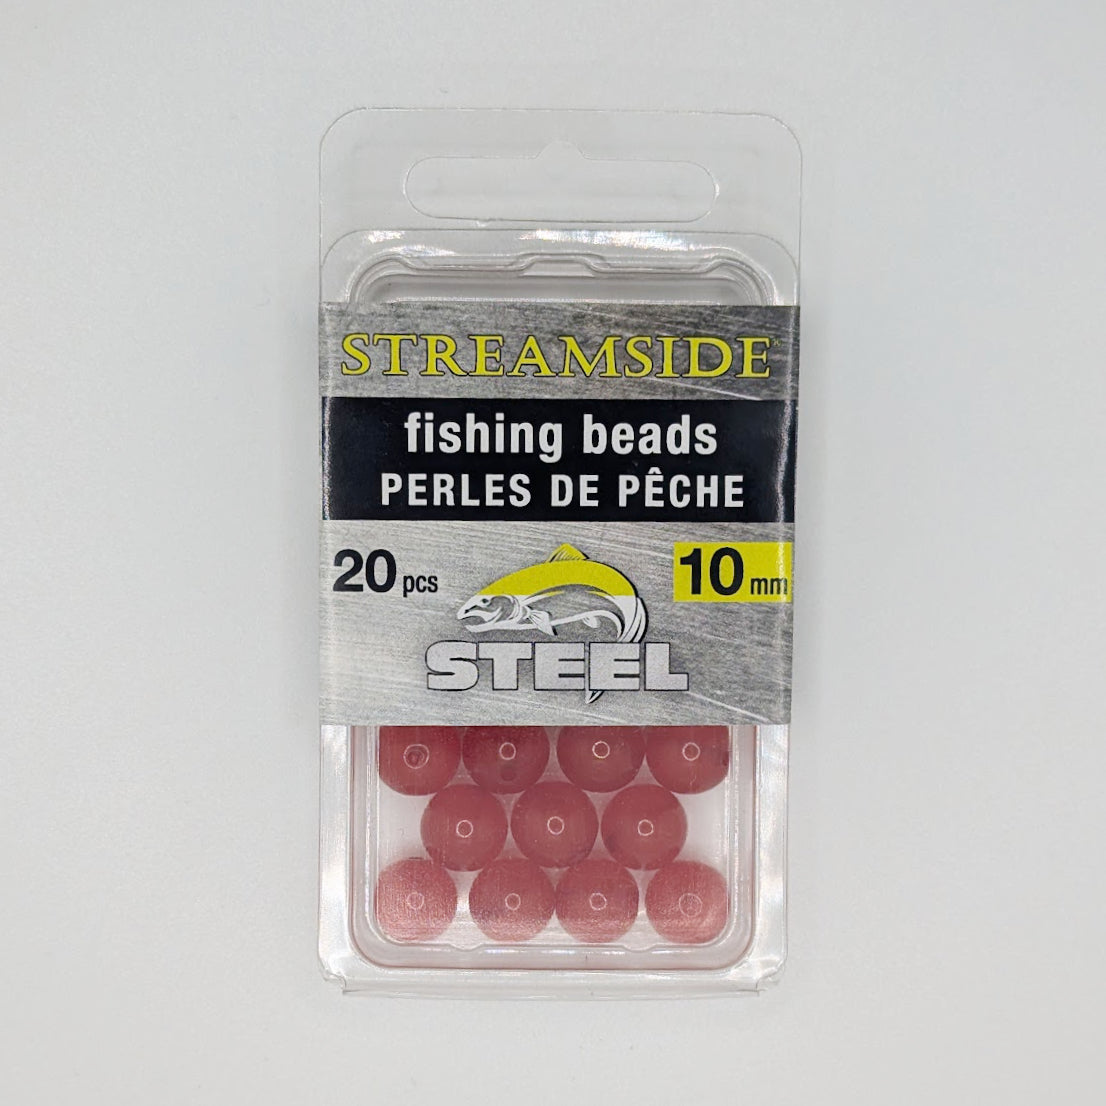 STREAMSIDE
fishing beads
PERLES DE PÊCHE
20 pcs
10 mm
STEEL